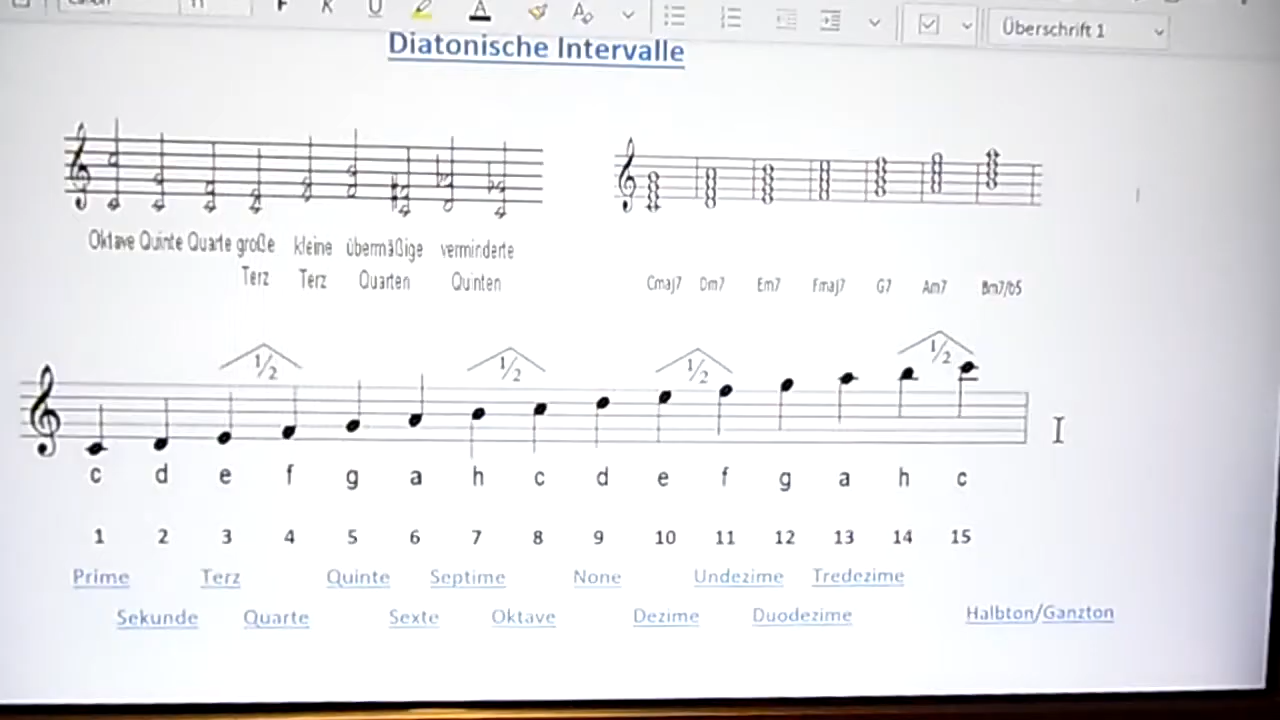 F K U A
Überschrift 1
Diatonische Intervalle
Oktave Quinte Quarte große kleine übermäßige verminderte
Terz Terz Quarten Quinten
Cmaj7 Dm7 Em7 Fmaj7 G7 Am7 Bm7/b5
1/2 1/2 1/2 1/2
c d e f g a h c d e f g a h c
1 2 3 4 5 6 7 8 9 10 11 12 13 14 15
Prime Terz Quinte Septime None Undezime Tredezime
Sekunde Quarte Sexte Oktave Dezime Duodezime Halbton/Ganzton